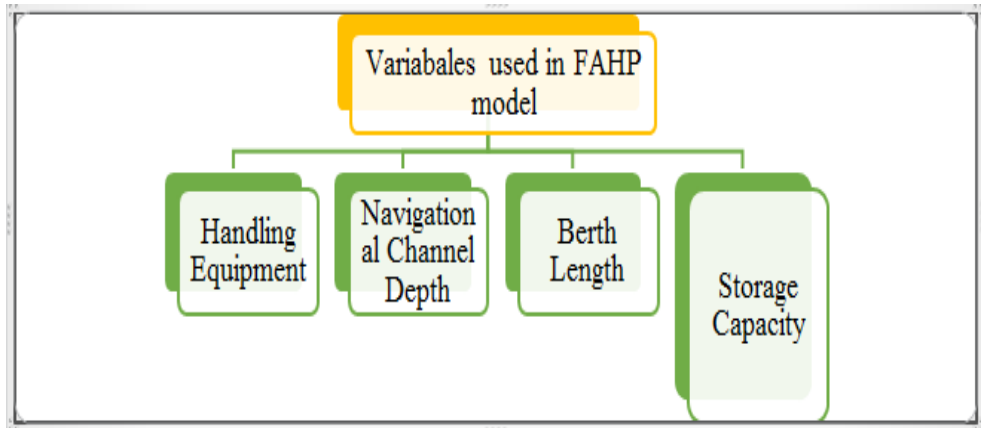 Variabales used in FAHP
model
Handling
Equipment
Navigation
al Channel
Depth
Berth
Length
Storage
Capacity